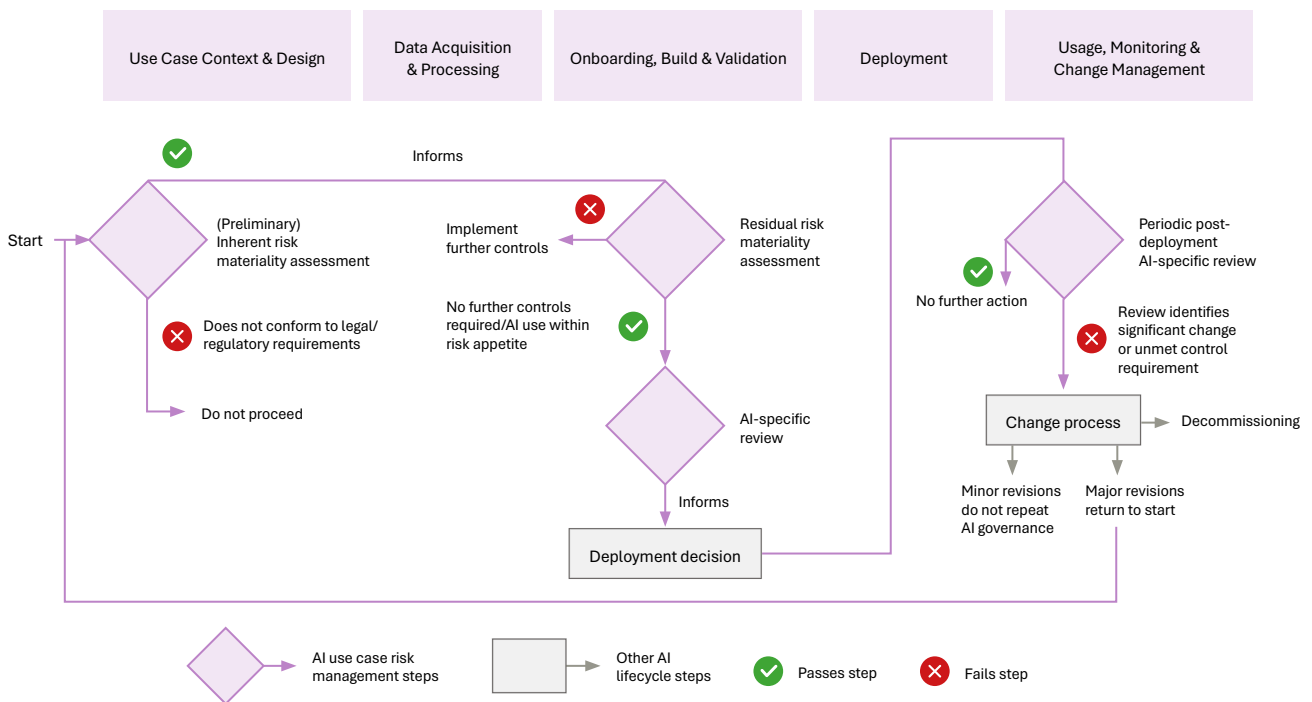 Use Case Context & Design
Data Acquisition
& Processing
Onboarding, Build & Validation
Deployment
Usage, Monitoring &
Change Management
Informs
Start
(Preliminary)
Inherent risk
materiality assessment
Implement
further controls
Residual risk
materiality
assessment
Periodic post-
deployment
AI-specific review
No further action
Does not conform to legal/
regulatory requirements
No further controls
required/AI use within
risk appetite
Review identifies
significant change
or unmet control
requirement
Do not proceed
AI-specific
review
Change process
Decommissioning
Informs
Minor revisions
do not repeat
AI governance
Major revisions
return to start
Deployment decision
AI use case risk
management steps
Other AI
lifecycle steps
Passes step
Fails step